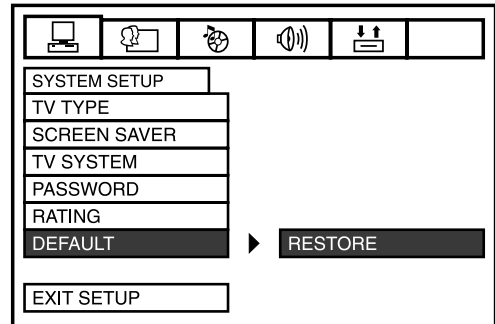 SYSTEM SETUP
TV TYPE
SCREEN SAVER
TV SYSTEM
PASSWORD
RATING
DEFAULT RESTORE
EXIT SETUP